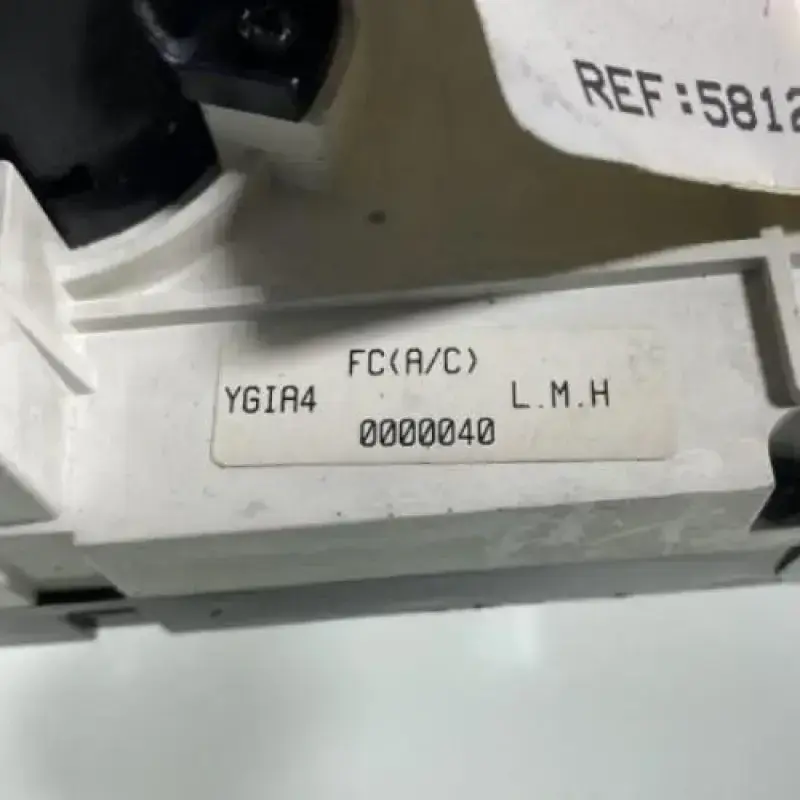 REF:5812
FC(A/C)
YGIA4 L.M.H
0000040